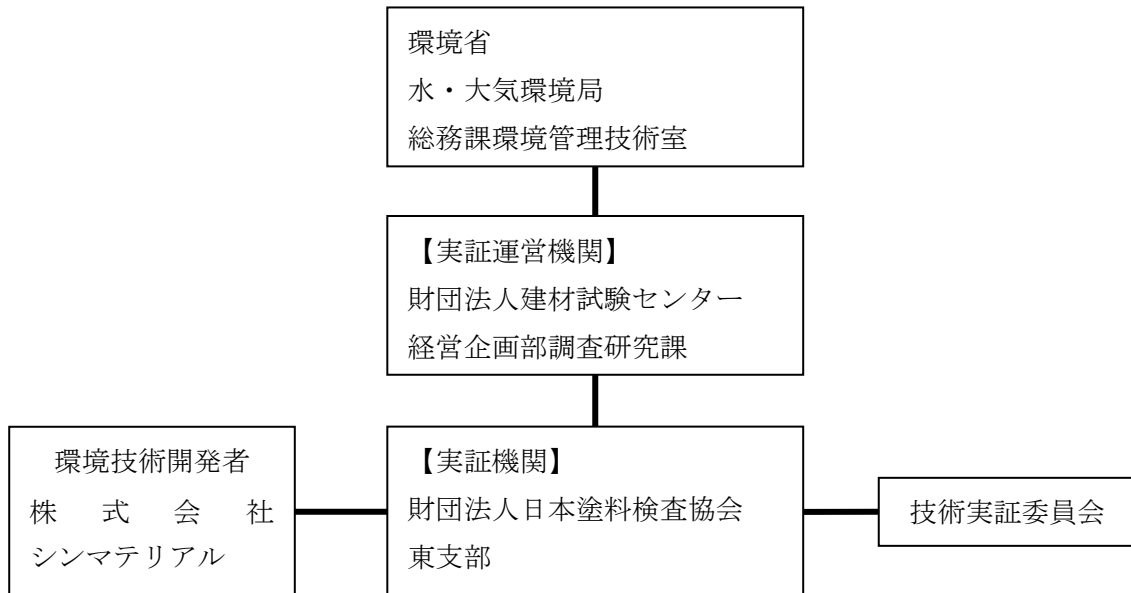 環境省
水・大気環境局
総務課環境管理技術室
【実証運営機関】
財団法人建材試験センター
経営企画部調査研究課
環境技術開発者
株式会社
シンマテリアル
【実証機関】
財団法人日本塗料検査協会
東支部
技術実証委員会